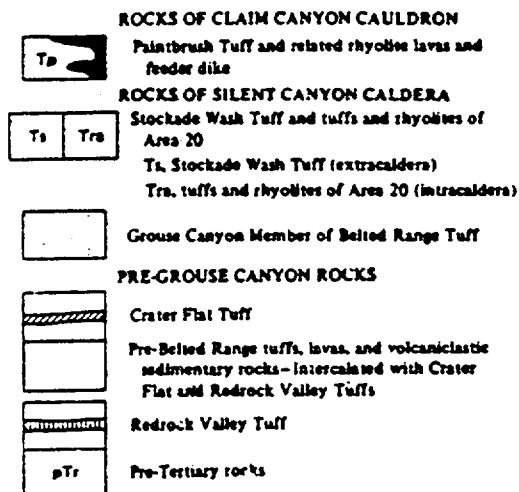 ROCKS OF CLAIM CANYON CAULDRON
Tp
Paintbrush Tuff and related rhyolite lavas and
feeder dike
ROCKS OF SILENT CANYON CALDERA
Ts Tra
Stockade Wash Tuff and tuffs and rhyolites of
Area 20
Ts, Stockade Wash Tuff (extracaldera)
Tra, tuffs and rhyolites of Area 20 (intracaldera)
Grouse Canyon Member of Belted Range Tuff
PRE-GROUSE CANYON ROCKS
Crater Flat Tuff
Pre-Belted Range tuffs, lavas, and volcaniclastic
sedimentary rocks-Intercalated with Crater
Flat and Redrock Valley Tuffs
Redrock Valley Tuff
pTr
Pre-Tertiary rocks